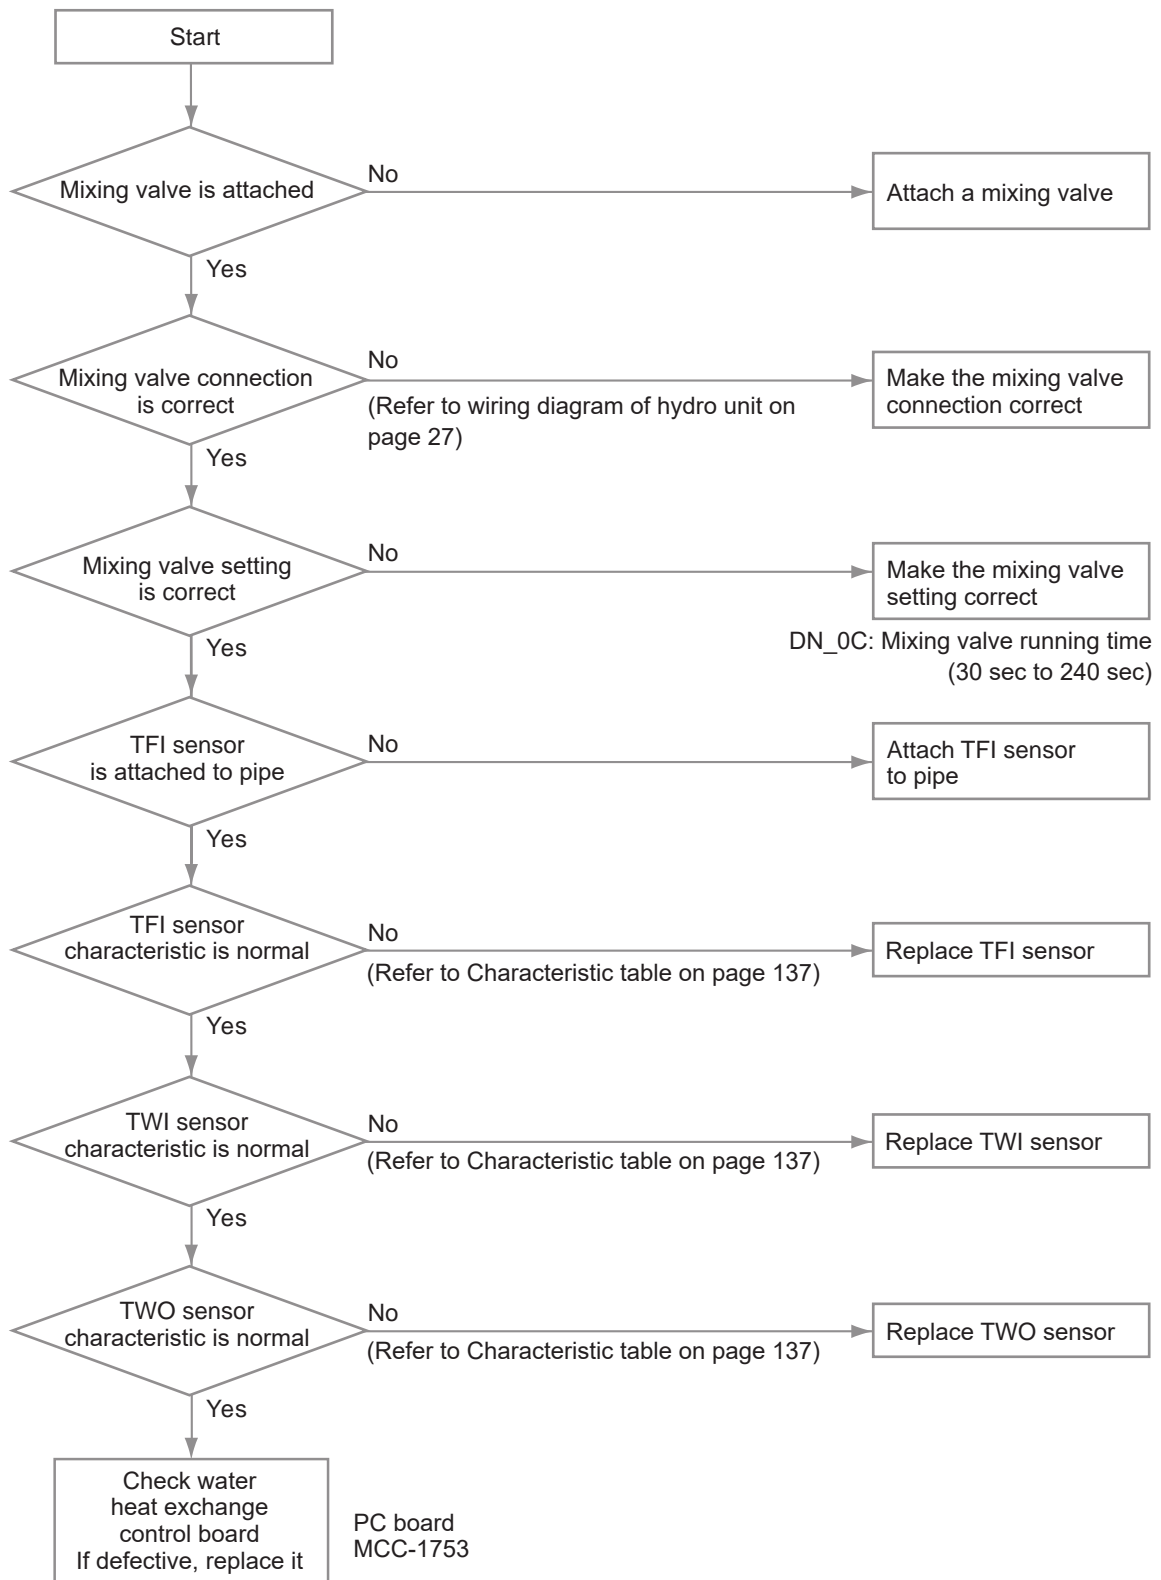 Start
Mixing valve is attached
No
Attach a mixing valve
Yes
Mixing valve connection
is correct
No
(Refer to wiring diagram of hydro unit on
page 27)
Make the mixing valve
connection correct
Yes
Mixing valve setting
is correct
No
Make the mixing valve
setting correct
DN_0C: Mixing valve running time
(30 sec to 240 sec)
Yes
TFI sensor
is attached to pipe
No
Attach TFI sensor
to pipe
Yes
TFI sensor
characteristic is normal
No
(Refer to Characteristic table on page 137)
Replace TFI sensor
Yes
TWI sensor
characteristic is normal
No
(Refer to Characteristic table on page 137)
Replace TWI sensor
Yes
TWO sensor
characteristic is normal
No
(Refer to Characteristic table on page 137)
Replace TWO sensor
Yes
Check water
heat exchange
control board
If defective, replace it
PC board
MCC-1753